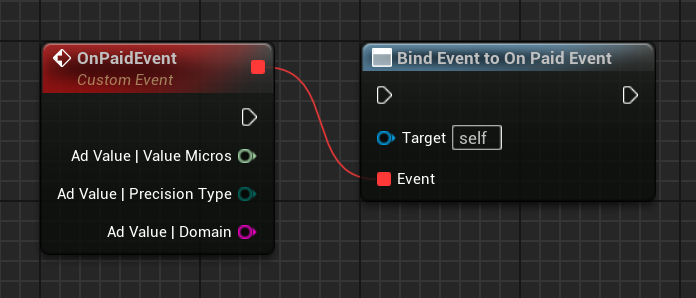 OnPaidEvent
Custom Event
Ad Value | Value Micros
Ad Value | Precision Type
Ad Value | Domain
Bind Event to On Paid Event
Target self
Event